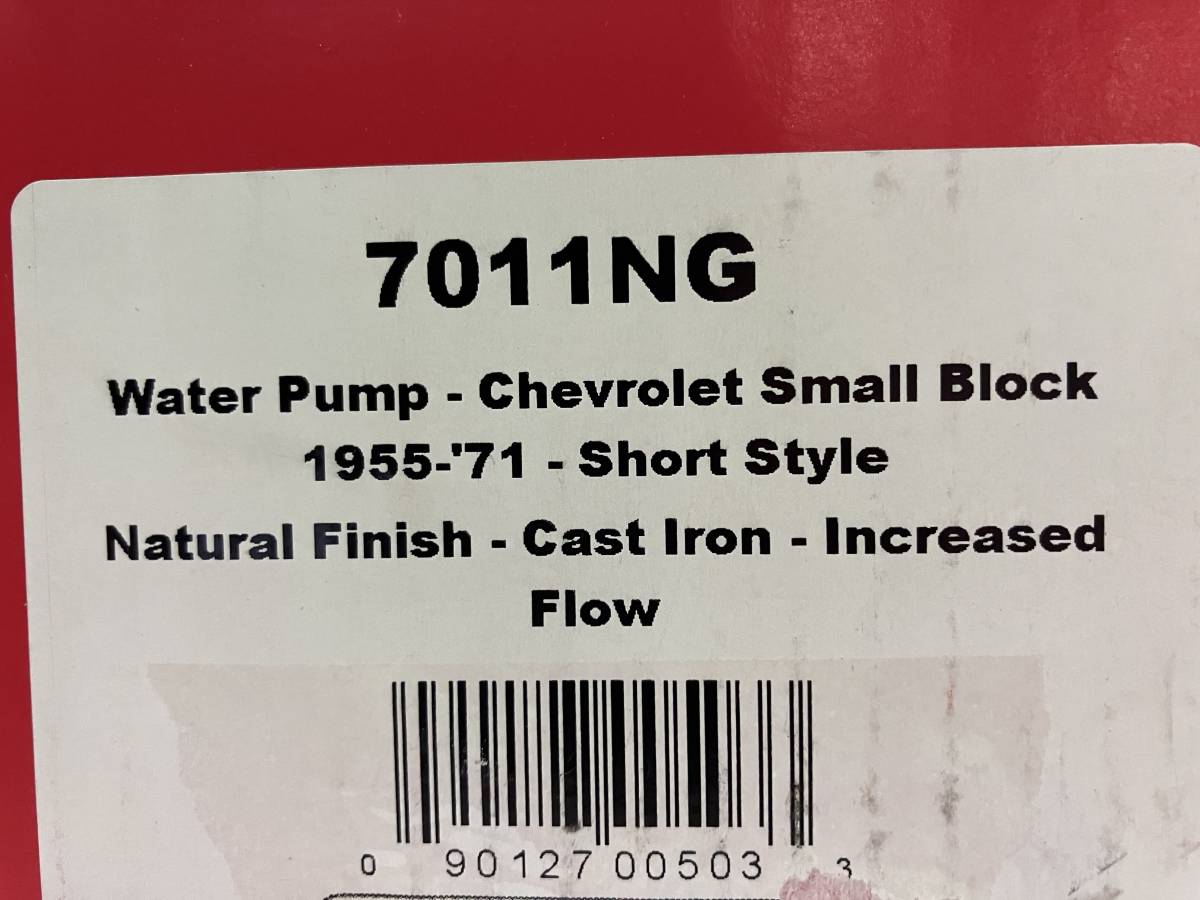 7011NG
Water Pump - Chevrolet Small Block
1955-'71 - Short Style
Natural Finish - Cast Iron - Increased
Flow
0 90127 00503 3